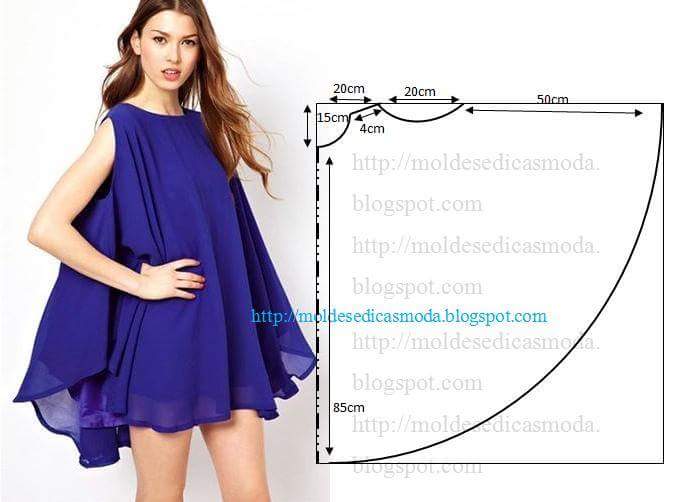 20cm
20cm
50cm
15cm
4cm
http://moldesedicasmoda.
blogspot.com
http://moldesedicasmoda.
blogspot.com
http://moldesedicasmoda.blogspot.com
http://moldesedicasmoda.
blogspot.com
85cm
http://moldesedicasmoda.
blogspot.com